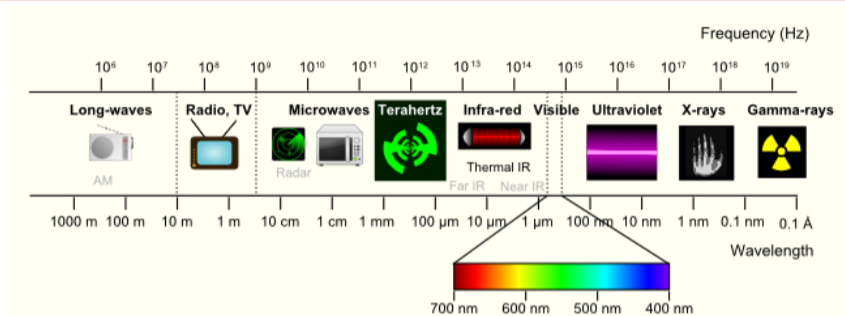 Frequency (Hz)
10⁶ 10⁷ 10⁸ 10⁹ 10¹⁰ 10¹¹ 10¹² 10¹³ 10¹⁴ 10¹⁵ 10¹⁶ 10¹⁷ 10¹⁸ 10¹⁹
Long-waves Radio, TV Microwaves Terahertz Infra-red Visible Ultraviolet X-rays Gamma-rays
Thermal IR
Radar
AM Far IR Near IR
1000 m 100 m 10 m 1 m 10 cm 1 cm 1 mm 100 µm 10 µm 1 µm 100 nm 10 nm 1 nm 0.1 nm 0.1 Å
Wavelength
700 nm 600 nm 500 nm 400 nm